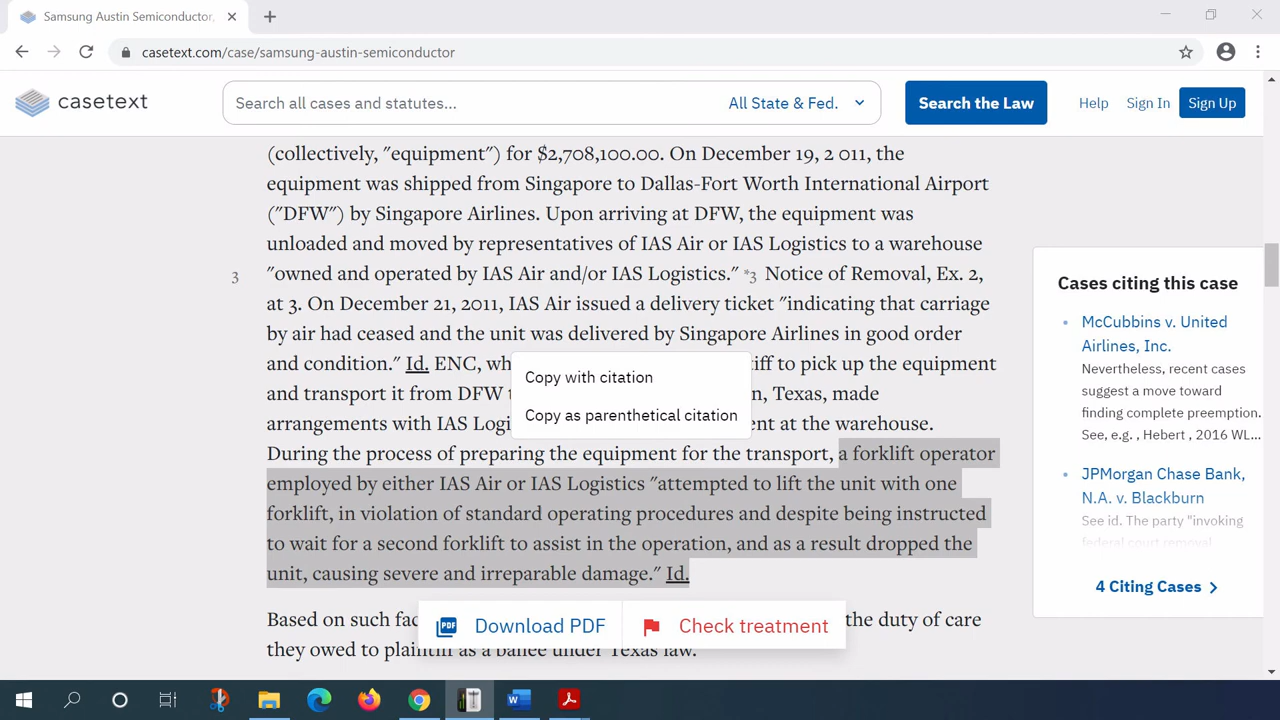 Samsung Austin Semiconductor,
casetext.com/case/samsung-austin-semiconductor
casetext
Search all cases and statutes...
All State & Fed.
Search the Law
Help
Sign In
Sign Up
(collectively, "equipment") for $2,708,100.00. On December 19, 2 011, the
equipment was shipped from Singapore to Dallas-Fort Worth International Airport
("DFW") by Singapore Airlines. Upon arriving at DFW, the equipment was
unloaded and moved by representatives of IAS Air or IAS Logistics to a warehouse
3 "owned and operated by IAS Air and/or IAS Logistics." *3 Notice of Removal, Ex. 2,
at 3. On December 21, 2011, IAS Air issued a delivery ticket "indicating that carriage
by air had ceased and the unit was delivered by Singapore Airlines in good order
and condition." Id. ENC, wh tiff to pick up the equipment
and transport it from DFW t n, Texas, made
arrangements with IAS Logi ent at the warehouse.
During the process of preparing the equipment for the transport, a forklift operator
employed by either IAS Air or IAS Logistics "attempted to lift the unit with one
forklift, in violation of standard operating procedures and despite being instructed
to wait for a second forklift to assist in the operation, and as a result dropped the
unit, causing severe and irreparable damage." Id.
Based on such fac the duty of care
they owed to plaintiff as a bailee under Texas law.
Copy with citation
Copy as parenthetical citation
PDF Download PDF
Check treatment
Cases citing this case
McCubbins v. United
Airlines, Inc.
Nevertheless, recent cases
suggest a move toward
finding complete preemption.
See, e.g. , Hebert , 2016 WL...
JPMorgan Chase Bank,
N.A. v. Blackburn
See id. The party "invoking
federal court removal
4 Citing Cases